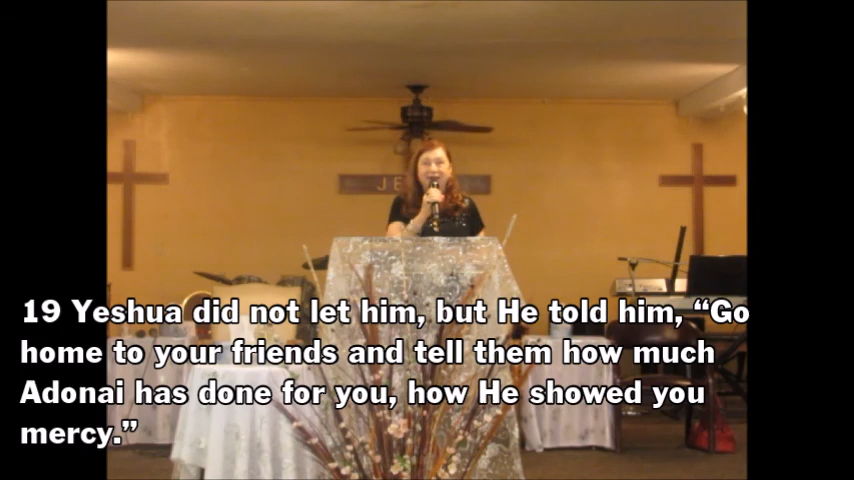 JE
19 Yeshua did not let him, but He told him, “Go
home to your friends and tell them how much
Adonai has done for you, how He showed you
mercy.”